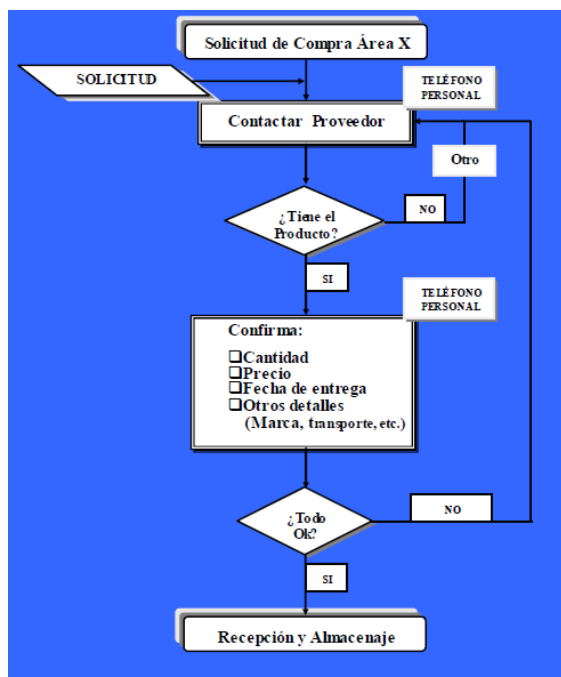 Solicitud de Compra Área X
SOLICITUD
TELÉFONO
PERSONAL
Contactar Proveedor
Otro
¿Tiene el
Producto?
NO
SI
TELÉFONO
PERSONAL
Confirma:
❑Cantidad
❑Precio
❑Fecha de entrega
❑Otros detalles
(Marca, transporte, etc.)
¿Todo
Ok?
NO
SI
Recepción y Almacenaje